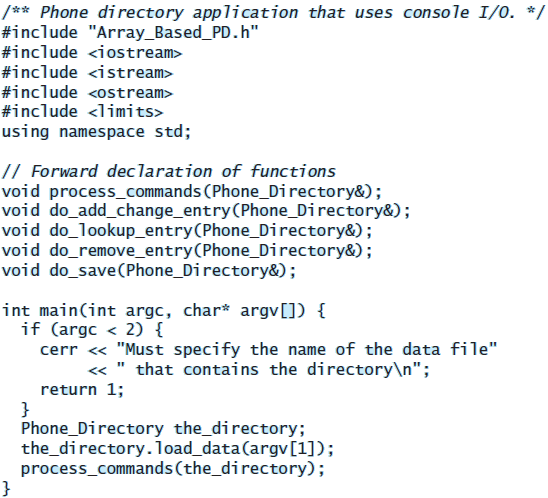 /** Phone directory application that uses console I/O. */
#include "Array_Based_PD.h"
#include <iostream>
#include <istream>
#include <ostream>
#include <limits>
using namespace std;

// Forward declaration of functions
void process_commands(Phone_Directory&);
void do_add_change_entry(Phone_Directory&);
void do_lookup_entry(Phone_Directory&);
void do_remove_entry(Phone_Directory&);
void do_save(Phone_Directory&);

int main(int argc, char* argv[]) {
  if (argc < 2) {
    cerr << "Must specify the name of the data file"
         << " that contains the directory\n";
    return 1;
  }
  Phone_Directory the_directory;
  the_directory.load_data(argv[1]);
  process_commands(the_directory);
}